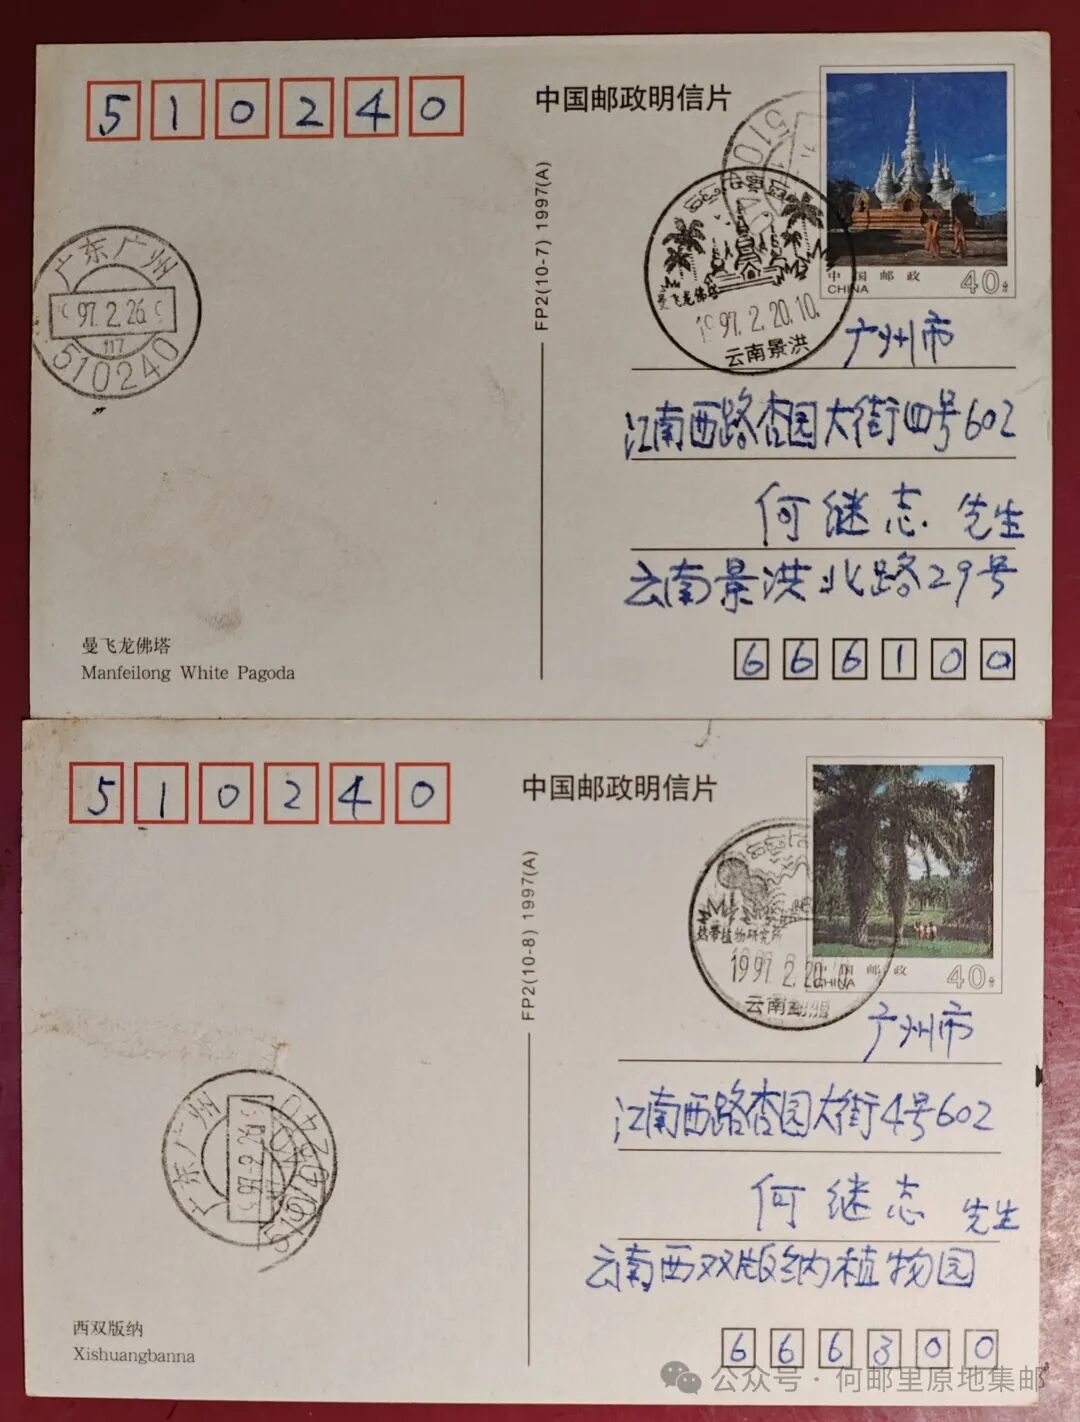 510240
中国邮政明信片
中国邮政
CHINA
40分
FP2(10-7) 1997(A)
曼飞龙佛塔
1997.2.20.10.
云南景洪
广东广州
97.2.26
117
510240
广州市
江南西路杏园大街四号602
何继志 先生
云南景洪北路29号
666100
曼飞龙佛塔
Manfeilong White Pagoda
510240
中国邮政明信片
中国邮政
CHINA
40分
FP2(10-8) 1997(A)
热带植物研究所
1997.2.20
云南勐腊
广州市
江南西路杏园大街4号602
何继志 先生
云南西双版纳植物园
666300
广东广州
510240
西双版纳
Xishuangbanna
公众号·何邮里原地集邮